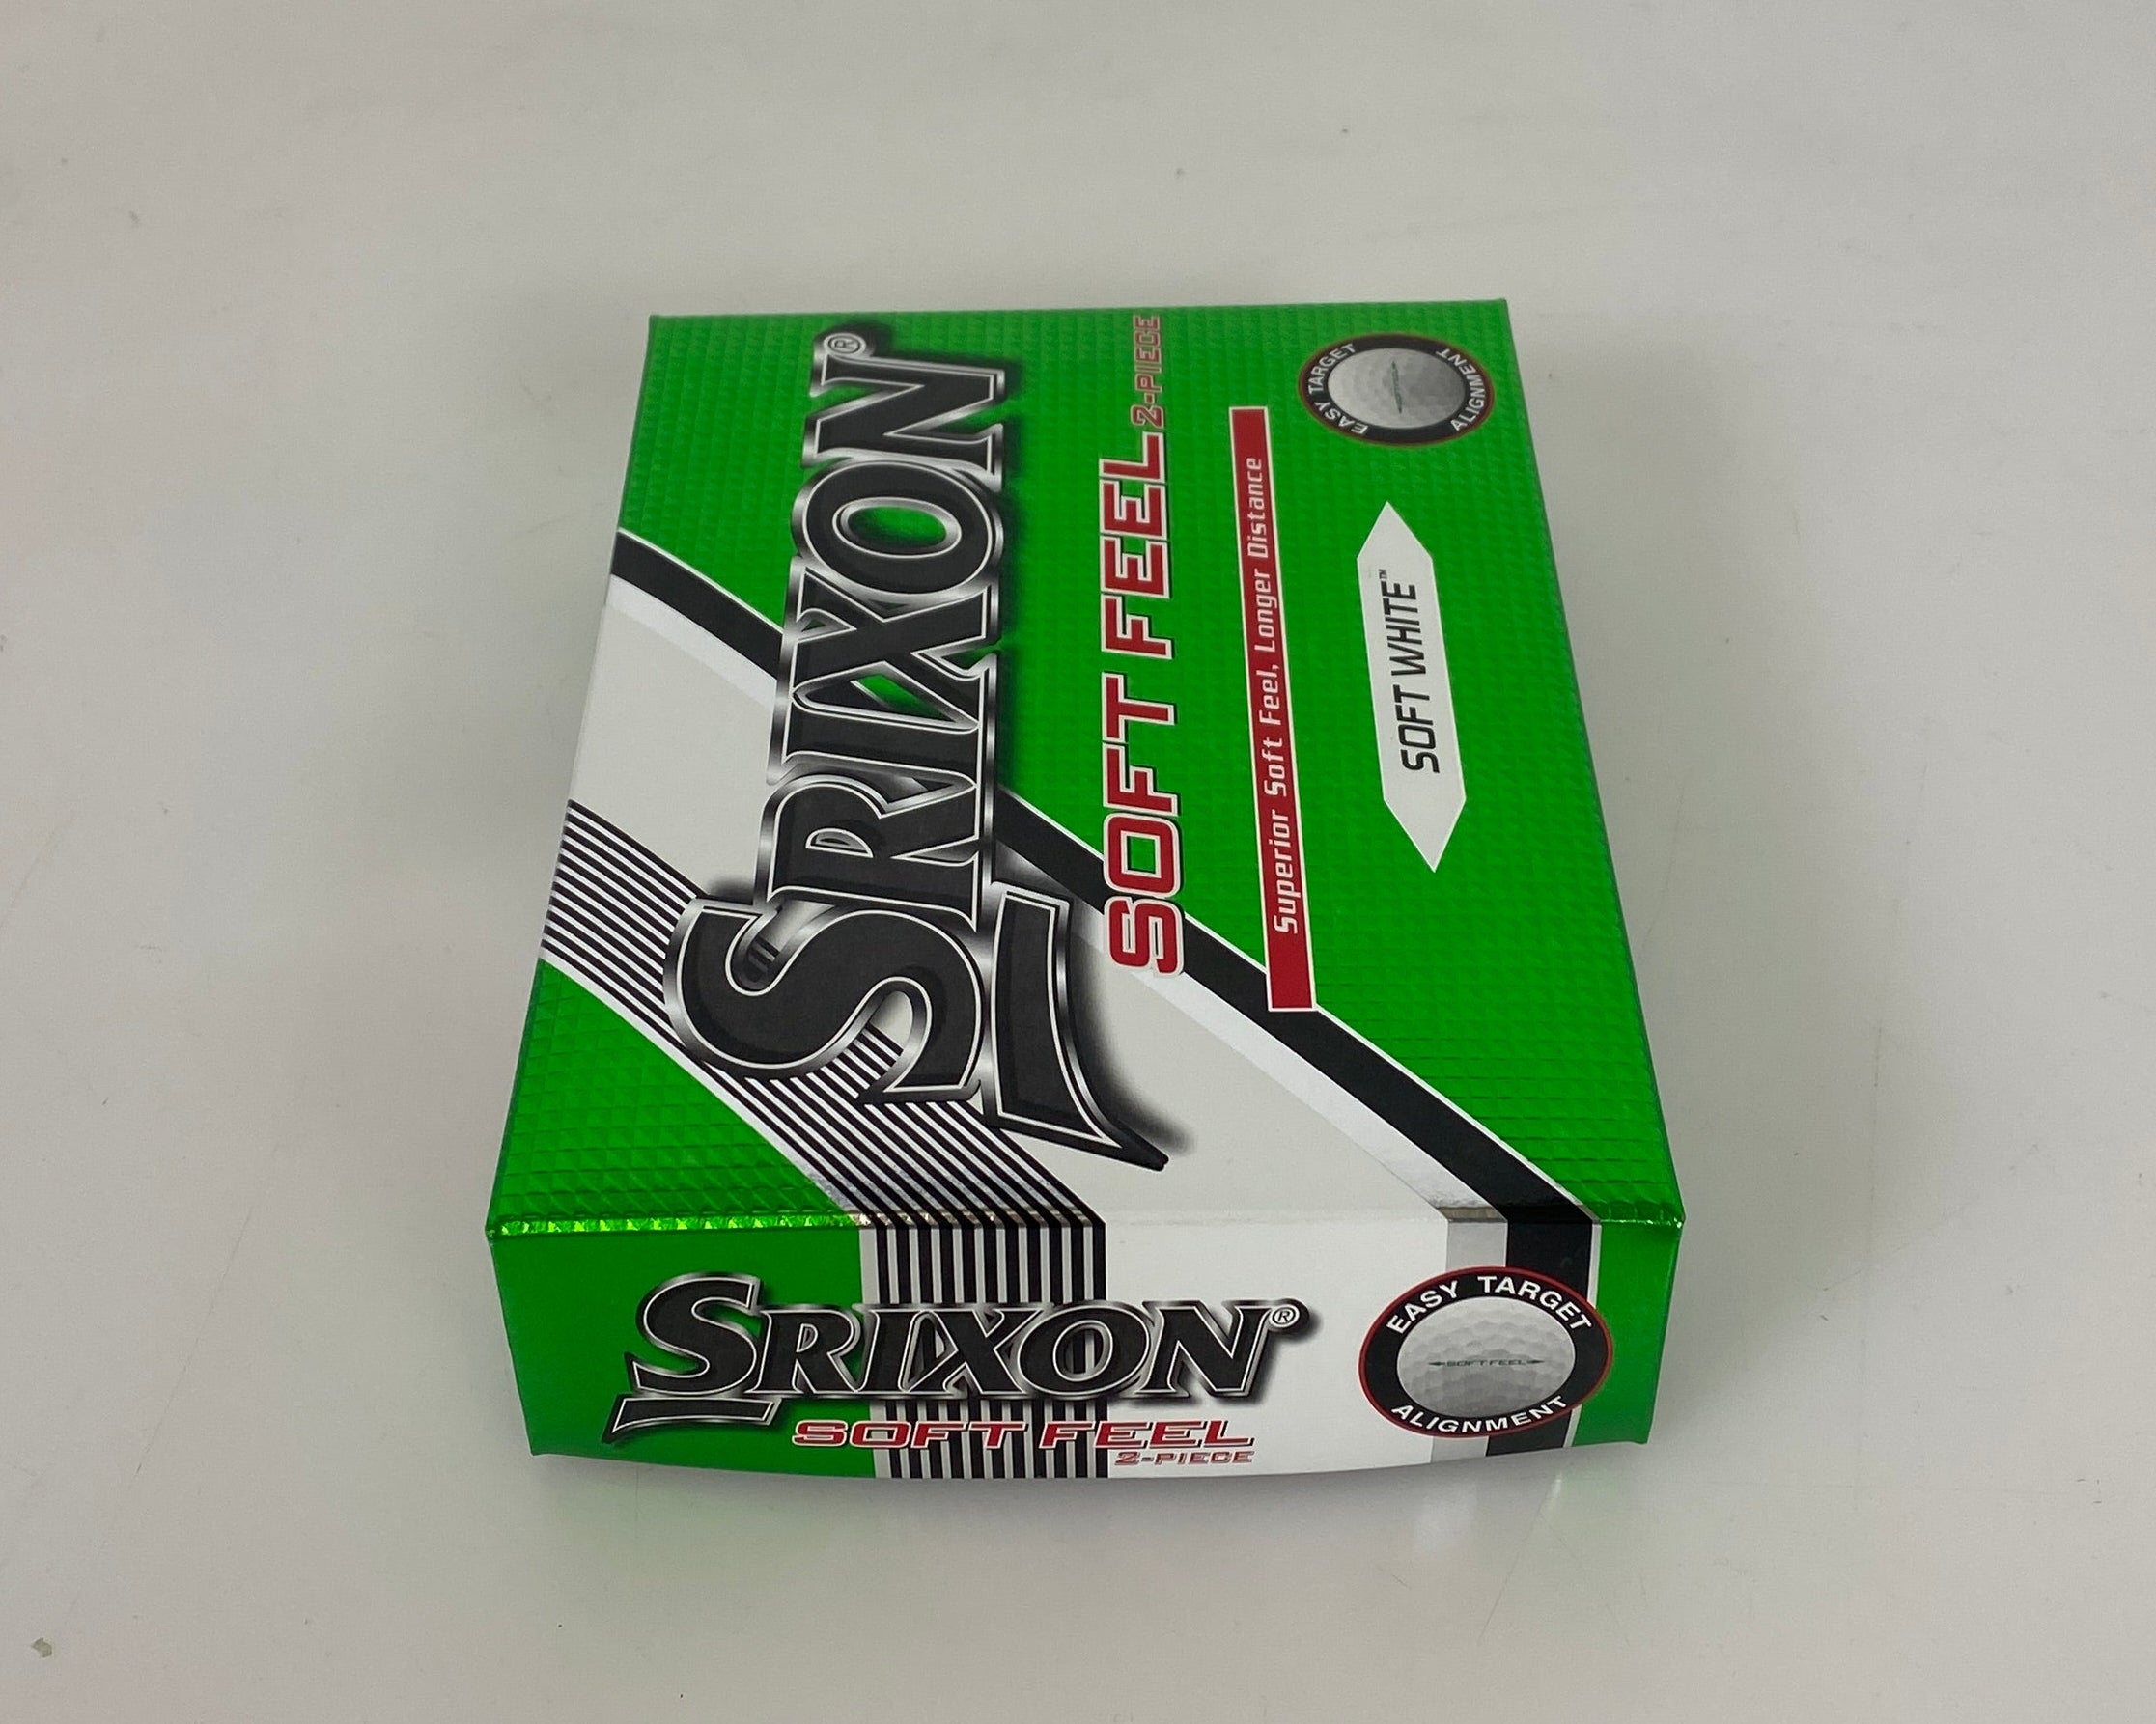 SRIXON®
SOFT FEEL 2-PIECE
Superior Soft Feel, Longer Distance
SOFT WHITE™
EASY TARGET
ALIGNMENT
SRIXON®
SOFT FEEL
2-PIECE
EASY TARGET
SOFT FEEL
ALIGNMENT